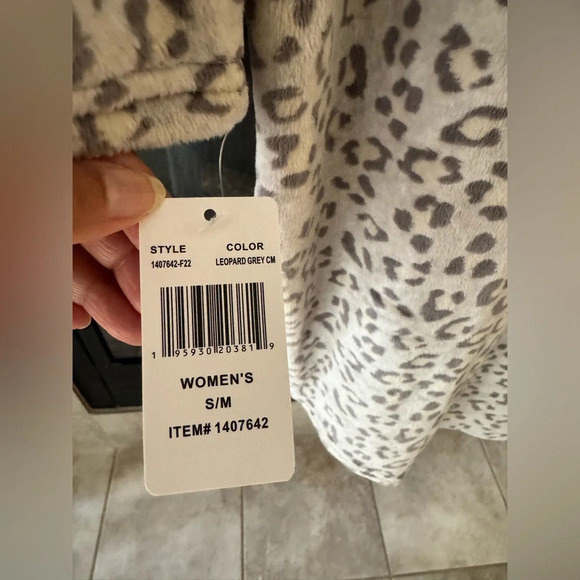 STYLE COLOR
1407642-F22 LEOPARD GREY CM
1 95930 20381 9
WOMEN'S
S/M
ITEM# 1407642